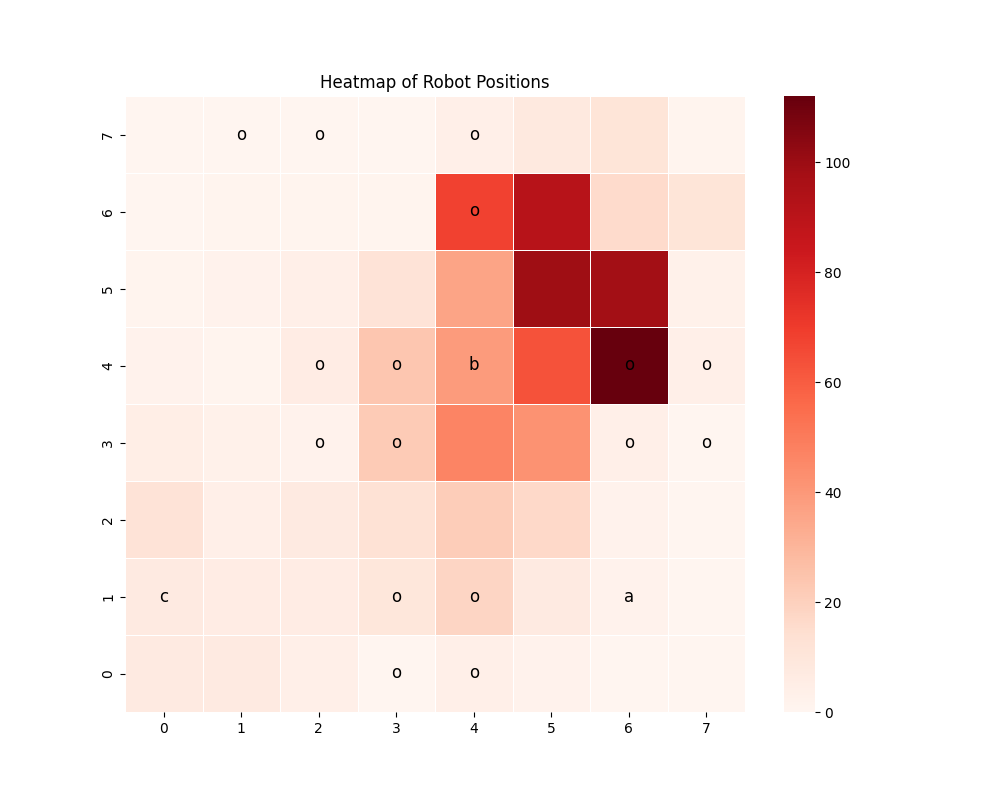 Heatmap of Robot Positions
7 o o o
100
6 o
80
5
4 o o b o o
60
3 o o o o
40
2
1 c o o a
20
0 o o
0
0 1 2 3 4 5 6 7